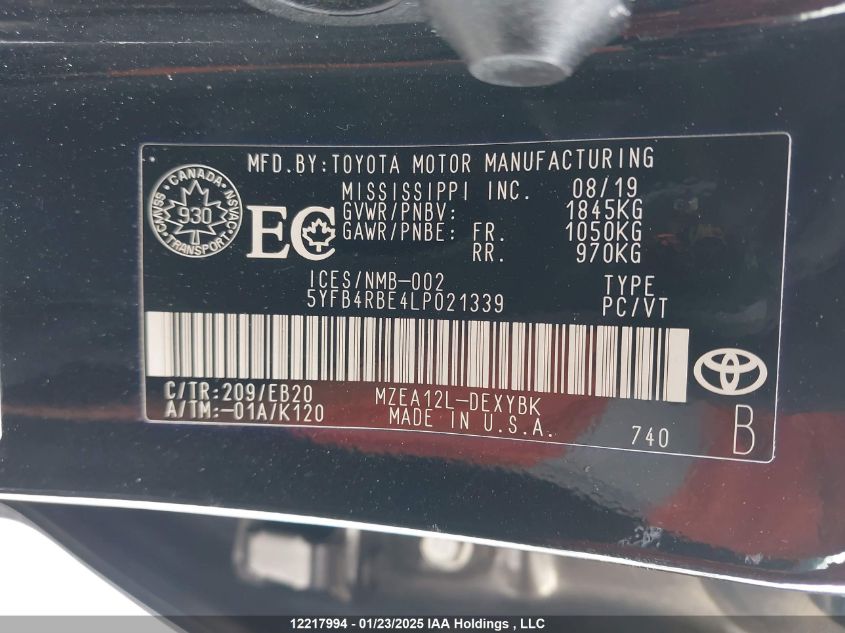 MFD.BY:TOYOTA MOTOR MANUFACTURING
MISSISSIPPI INC. 08/19
GVWR/PNBV: 1845KG
GAWR/PNBE: FR. 1050KG
RR. 970KG
CANADA
CMVSS NSVAC
930
TRANSPORT
EC
ICES/NMB-002 TYPE
5YFB4RBE4LP021339 PC/VT
C/TR:209/EB20 MZEA12L-DEXYBK
A/TM:-01A/K120 MADE IN U.S.A.
740 B
12217994 - 01/23/2025 IAA Holdings , LLC